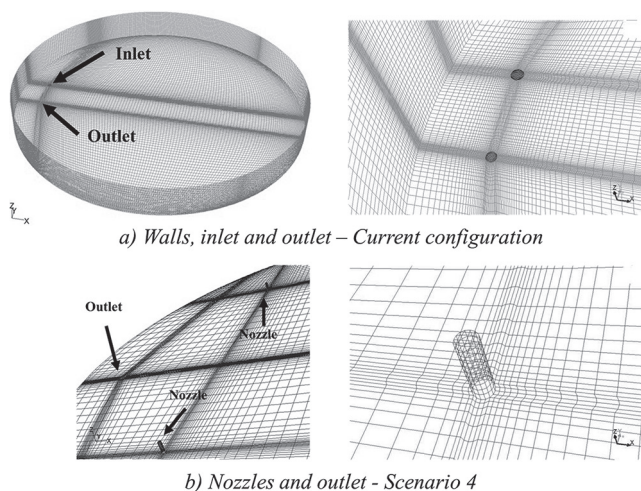 Inlet
Outlet
Z
Y
X
Z
Y
X
a) Walls, inlet and outlet – Current configuration
Outlet
Nozzle
Nozzle
X
Z
Y
X
b) Nozzles and outlet - Scenario 4